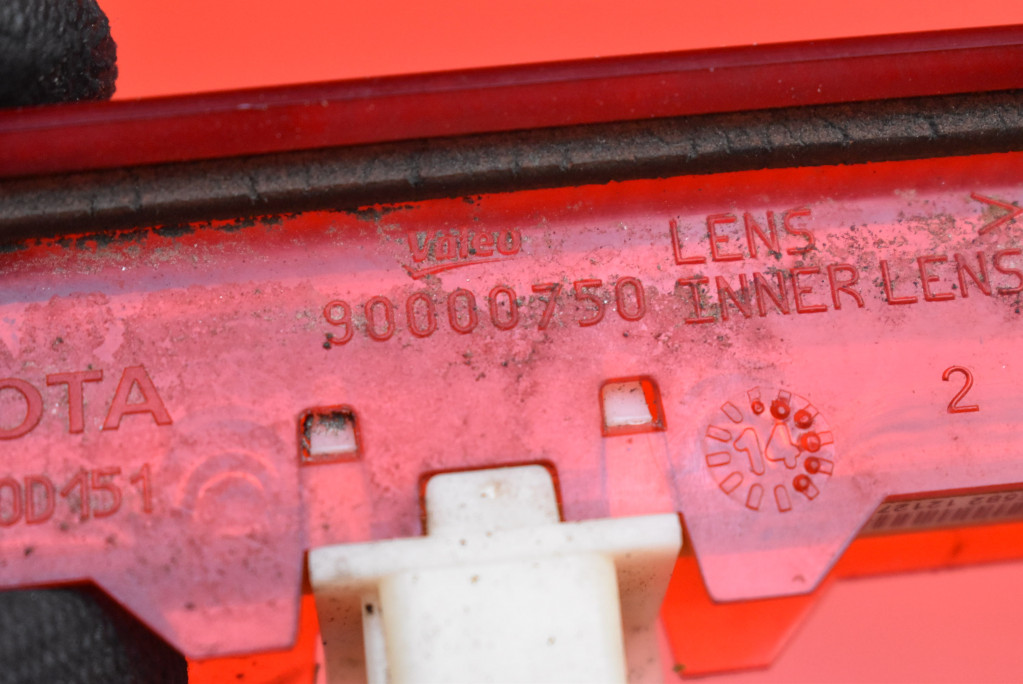 Valeo
LENS >
90000750 INNER LENS
OTA
0D151
14
2